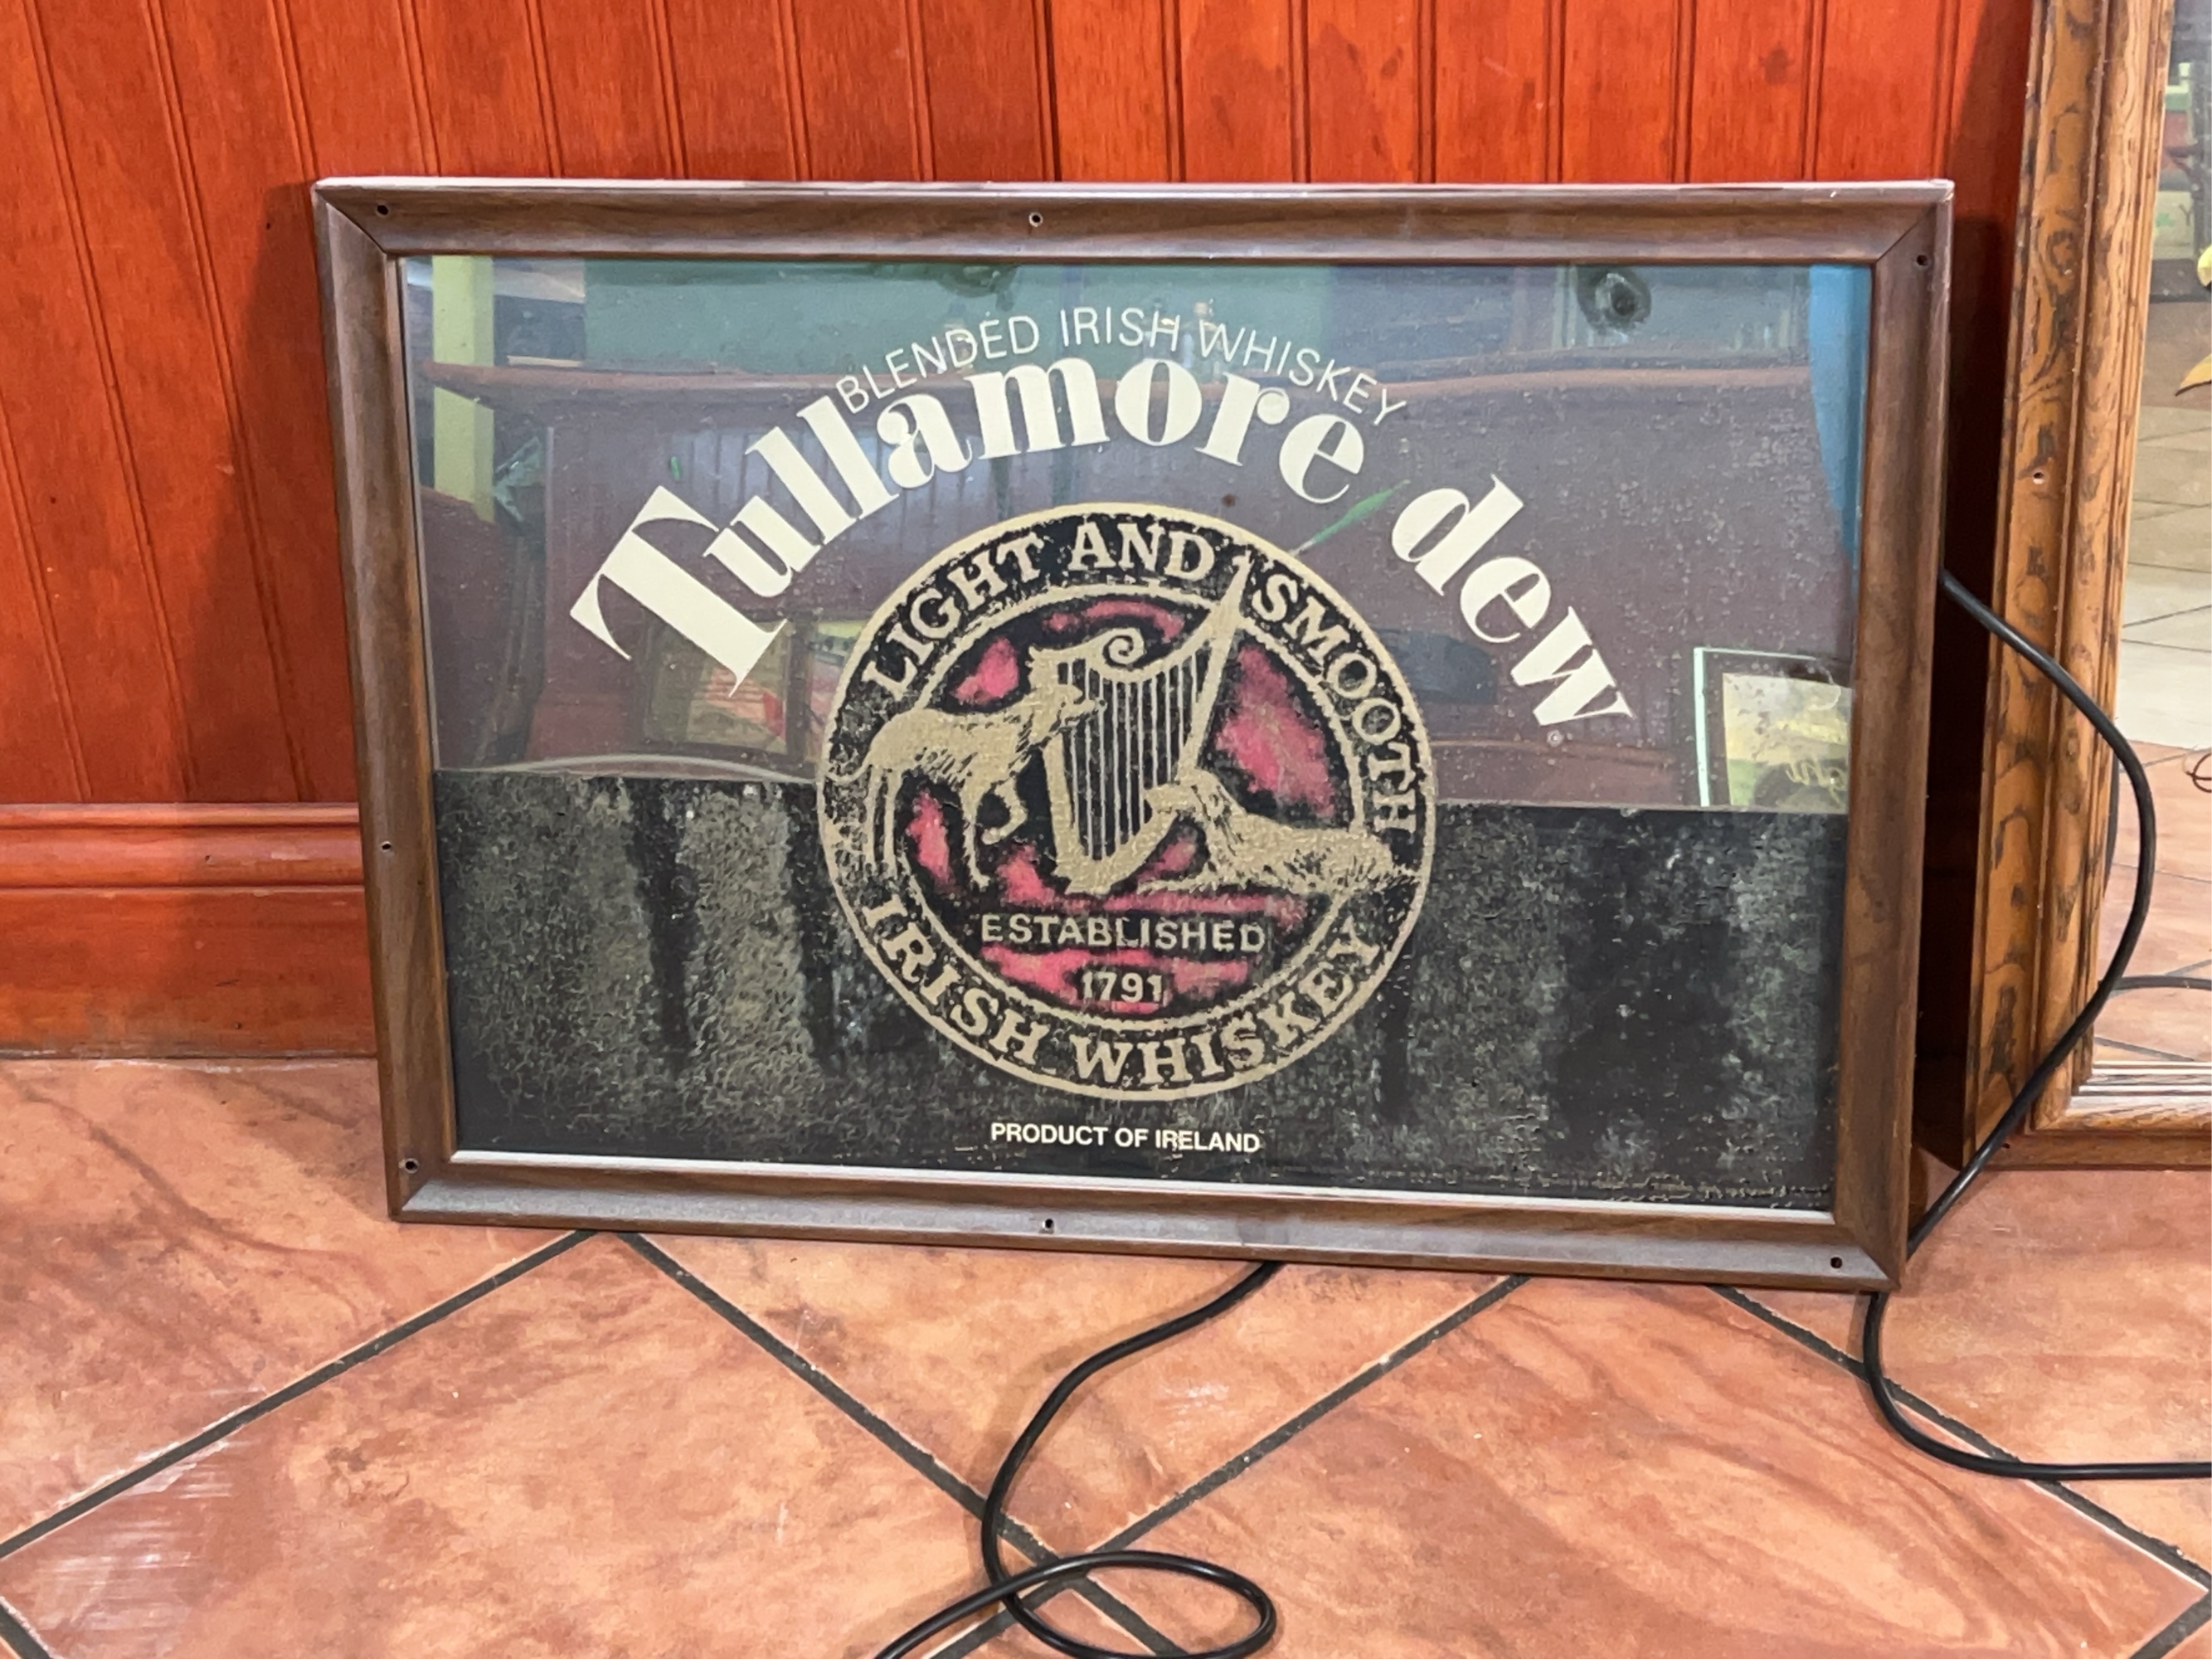 BLENDED IRISH WHISKEY
Tullamore dew
LIGHT AND SMOOTH
ESTABLISHED
1791
IRISH WHISKEY
PRODUCT OF IRELAND